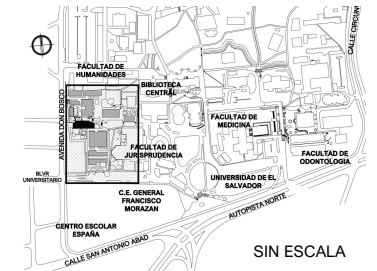 CALLE CIRCUN
FACULTAD DE
HUMANIDADES
BIBLIOTECA
CENTRAL
AVENIDA DON BOSCO
FACULTAD DE
MEDICINA
FACULTAD DE
JURISPRUDENCIA
FACULTAD DE
ODONTOLOGIA
BLVR
UNIVERSITARIO
UNIVERSIDAD DE EL
SALVADOR
C.E. GENERAL
FRANCISCO
MORAZAN
AUTOPISTA NORTE
CENTRO ESCOLAR
ESPAÑA
CALLE SAN ANTONIO ABAD
SIN ESCALA